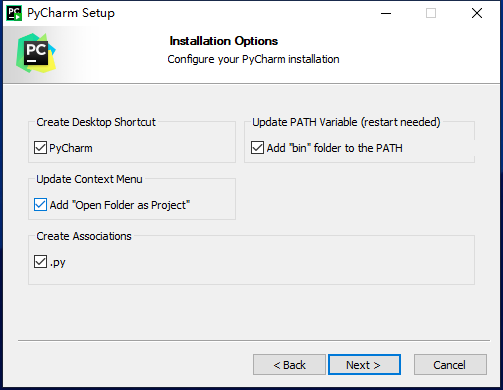 PyCharm Setup
Installation Options
Configure your PyCharm installation
PC
Create Desktop Shortcut
PyCharm
Update PATH Variable (restart needed)
Add "bin" folder to the PATH
Update Context Menu
Add "Open Folder as Project"
Create Associations
.py
< Back
Next >
Cancel